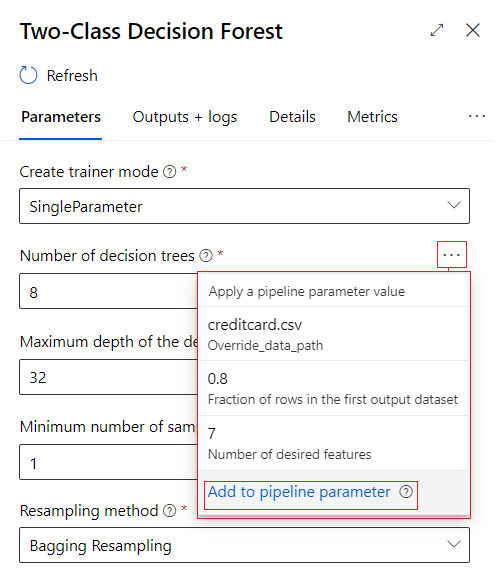 Two-Class Decision Forest
Refresh
Parameters Outputs + logs Details Metrics ...
Create trainer mode *
SingleParameter
Number of decision trees * ...
8
Apply a pipeline parameter value
creditcard.csv
Override_data_path
Maximum depth of the de
32
0.8
Fraction of rows in the first output dataset
Minimum number of sam
1
7
Number of desired features
Add to pipeline parameter
Resampling method *
Bagging Resampling